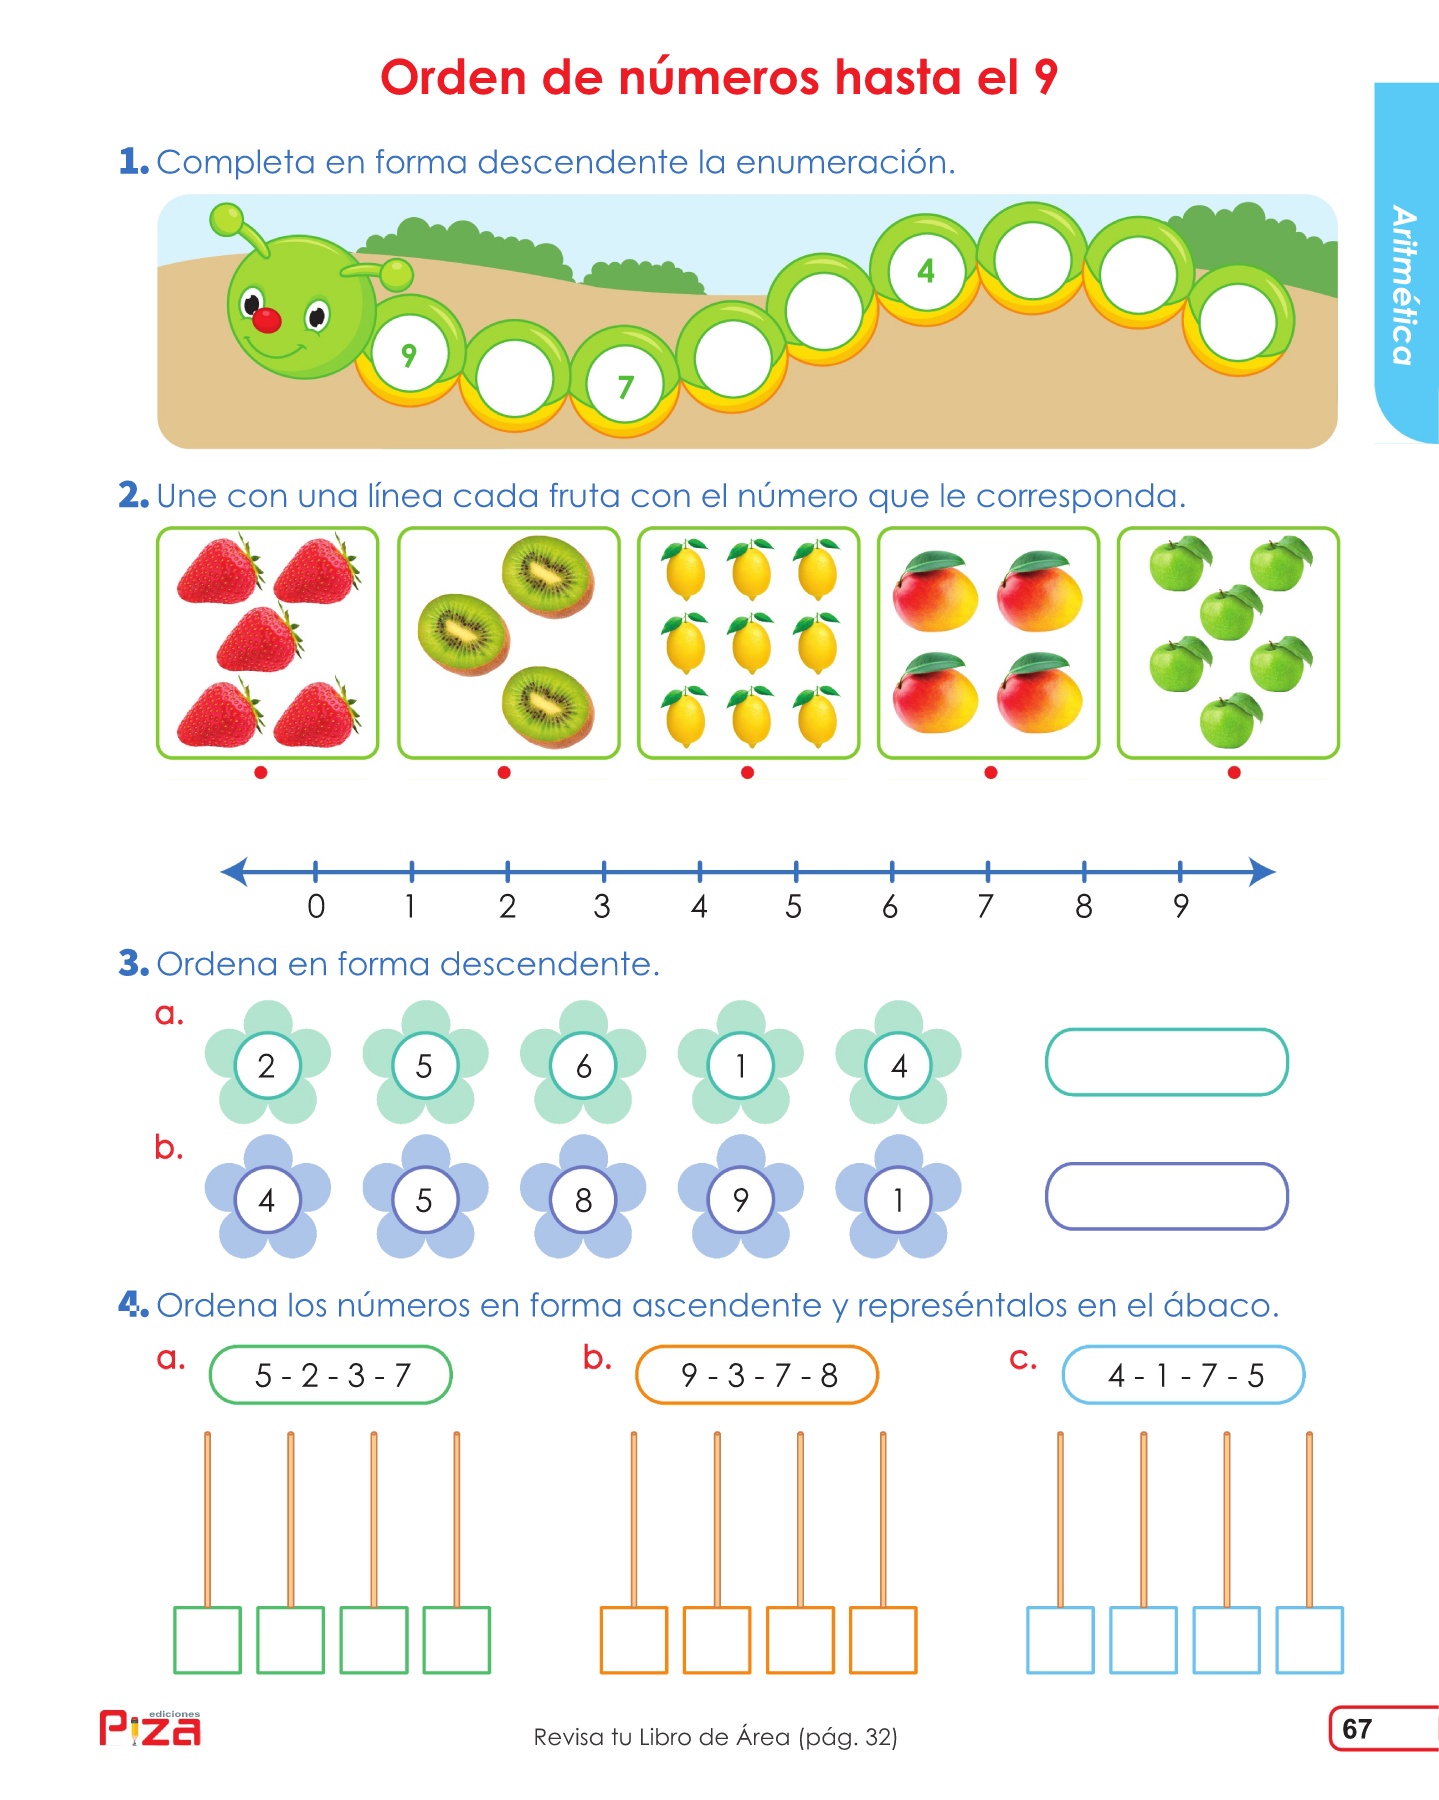 Orden de números hasta el 9
Aritmética
1. Completa en forma descendente la enumeración.
9
7
4
2. Une con una línea cada fruta con el número que le corresponda.
0 1 2 3 4 5 6 7 8 9
3. Ordena en forma descendente.
a.
2 5 6 1 4
b.
4 5 8 9 1
4. Ordena los números en forma ascendente y represéntalos en el ábaco.
a. 5 - 2 - 3 - 7
b. 9 - 3 - 7 - 8
c. 4 - 1 - 7 - 5
ediciones
Piza
Revisa tu Libro de Área (pág. 32)
67